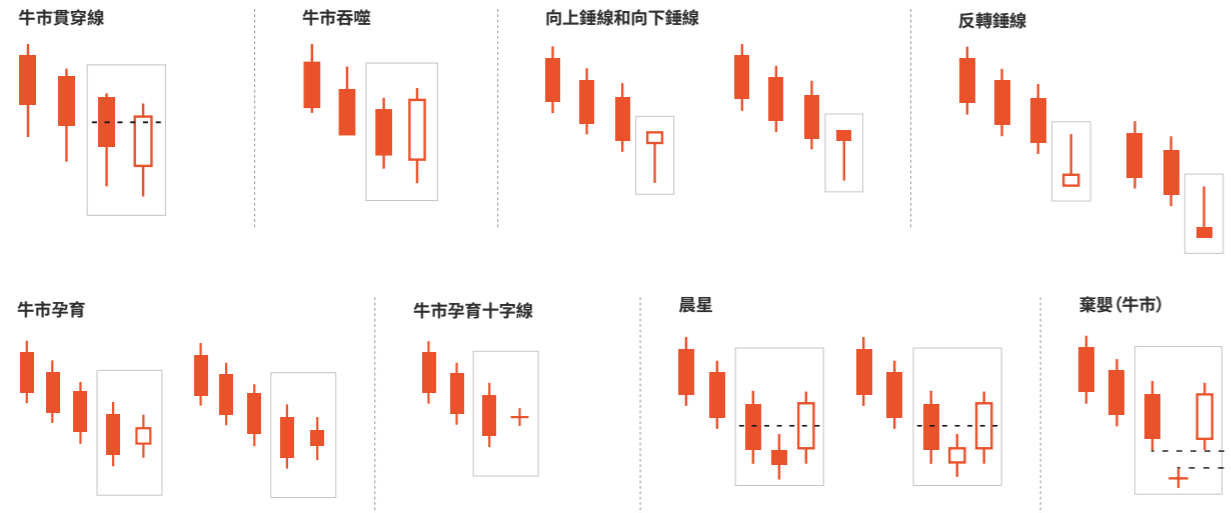 牛市貫穿線
牛市吞噬
向上錘線和向下錘線
反轉錘線
牛市孕育
牛市孕育十字線
晨星
棄嬰（牛市）